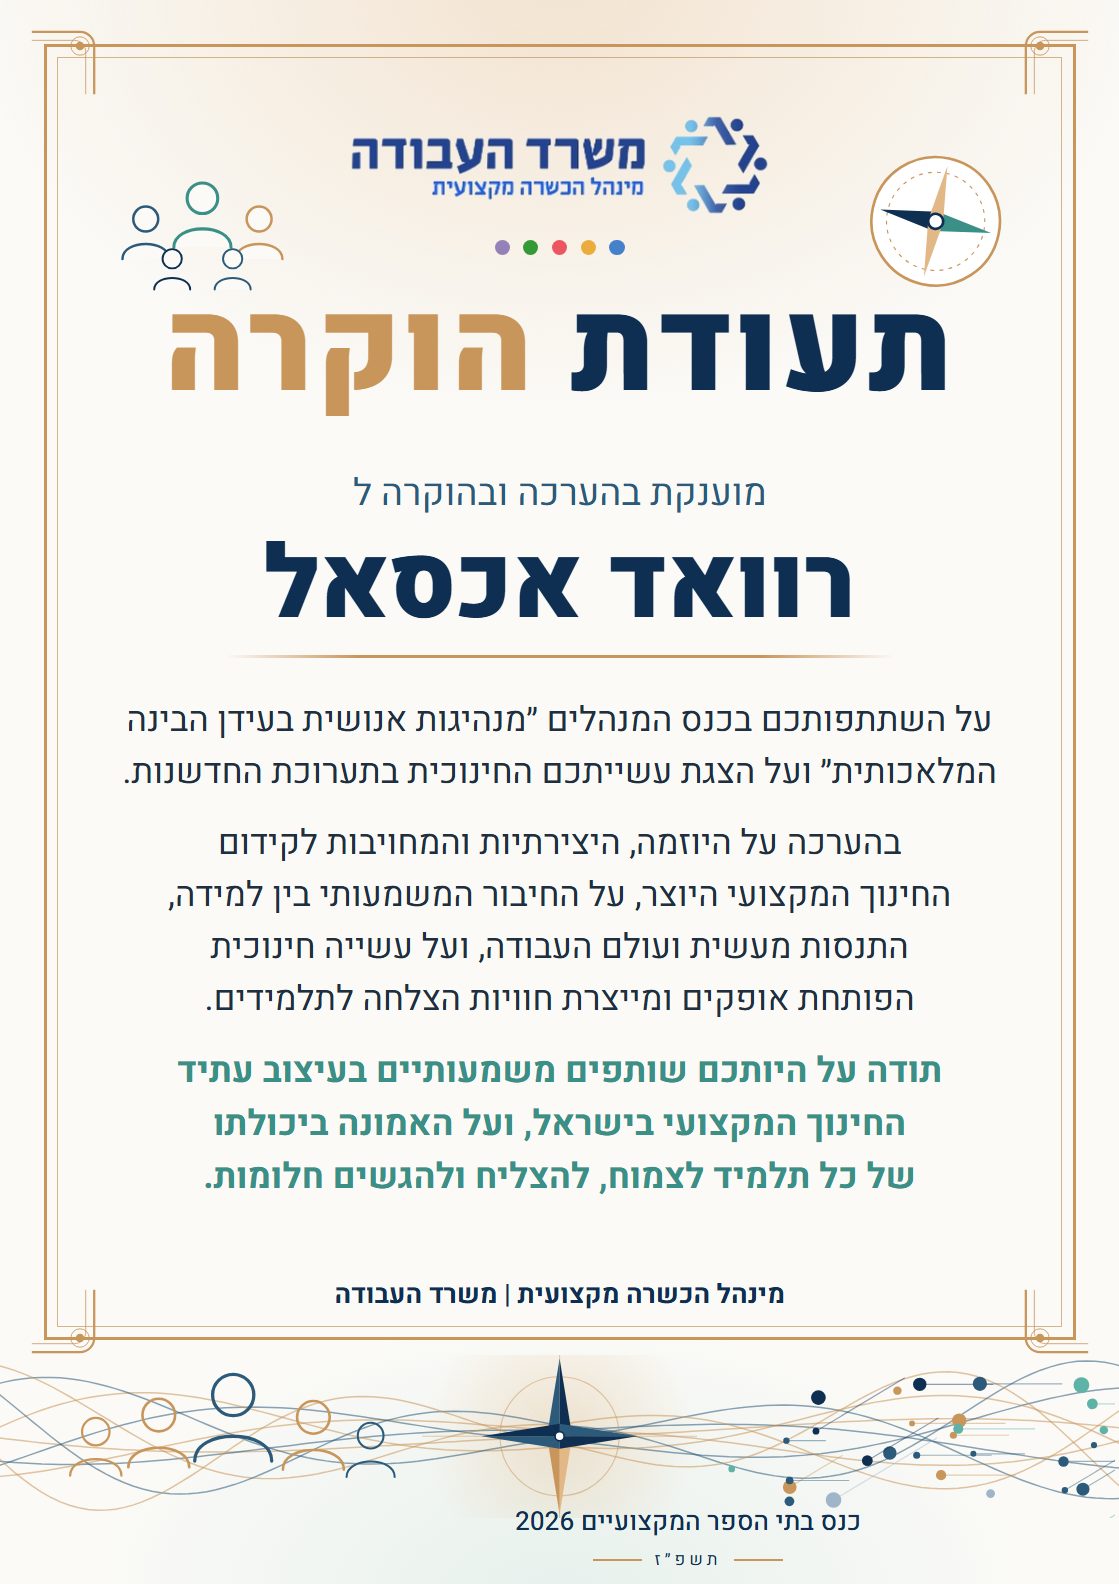 משרד העבודה
מינהל הכשרה מקצועית
תעודת הוקרה
מוענקת בהערכה ובהוקרה ל
רוואד אכסאל
על השתתפותכם בכנס המנהלים ״מנהיגות אנושית בעידן הבינה
המלאכותית״ ועל הצגת עשייתכם החינוכית בתערוכת החדשנות.
בהערכה על היוזמה, היצירתיות והמחויבות לקידום
החינוך המקצועי היוצר, על החיבור המשמעותי בין למידה,
התנסות מעשית ועולם העבודה, ועל עשייה חינוכית
הפותחת אופקים ומייצרת חוויות הצלחה לתלמידים.
תודה על היותכם שותפים משמעותיים בעיצוב עתיד
החינוך המקצועי בישראל, ועל האמונה ביכולתו
של כל תלמיד לצמוח, להצליח ולהגשים חלומות.
מינהל הכשרה מקצועית | משרד העבודה
כנס בתי הספר המקצועיים 2026
תשפ״ז